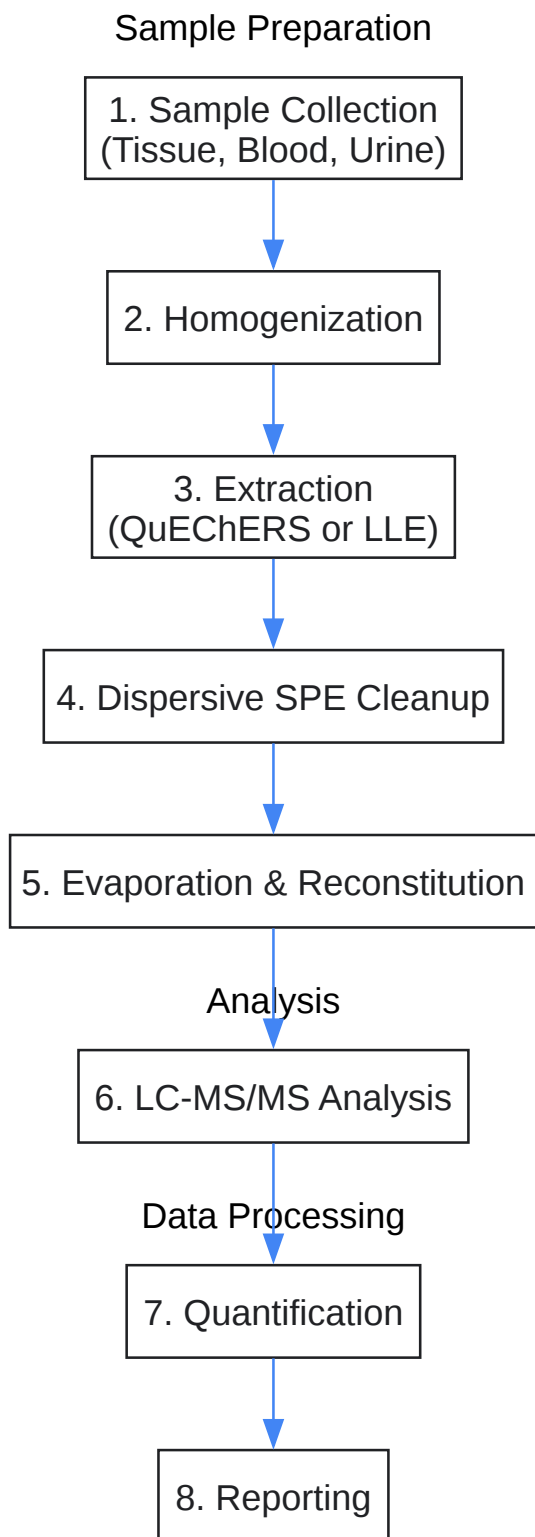 Sample Preparation
1. Sample Collection
(Tissue, Blood, Urine)
2. Homogenization
3. Extraction
(QuEChERS or LLE)
4. Dispersive SPE Cleanup
5. Evaporation & Reconstitution
Analysis
6. LC-MS/MS Analysis
Data Processing
7. Quantification
8. Reporting